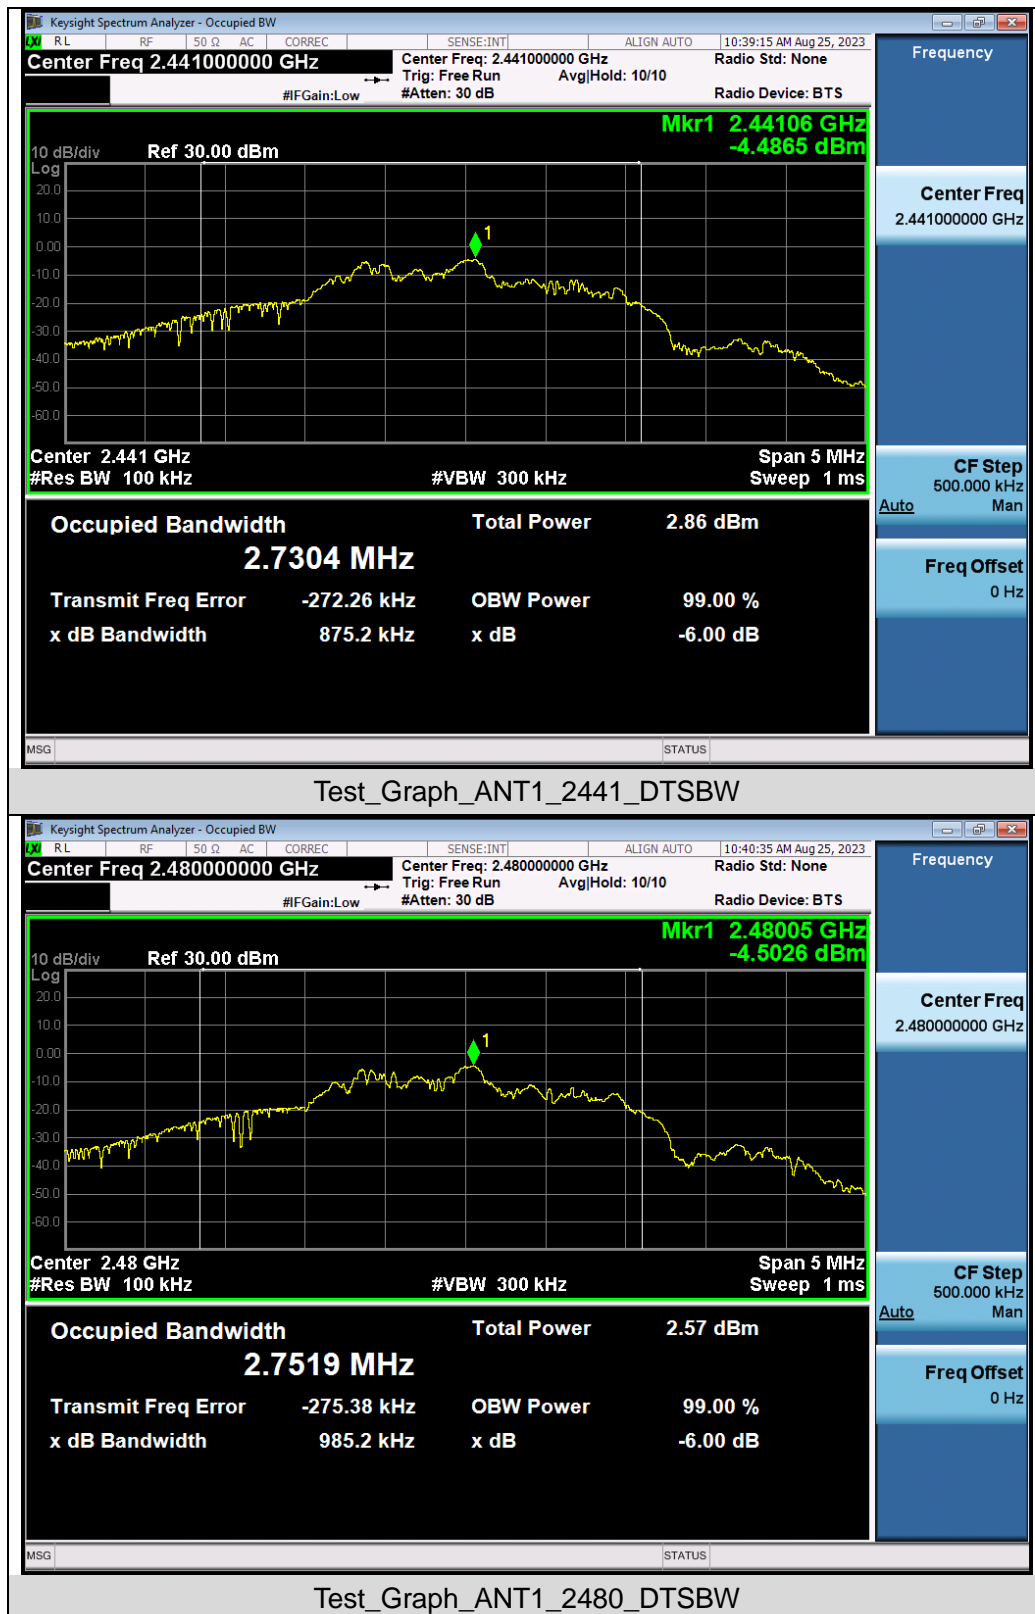 Keysight Spectrum Analyzer - Occupied BW
LXI RL RF 50 Ω AC CORREC SENSE:INT ALIGN AUTO 10:39:15 AM Aug 25, 2023
Center Freq 2.441000000 GHz Center Freq: 2.441000000 GHz Radio Std: None Frequency
Trig: Free Run Avg|Hold: 10/10
#IFGain:Low #Atten: 30 dB Radio Device: BTS
Mkr1 2.44106 GHz
10 dB/div Ref 30.00 dBm -4.4865 dBm
Log
20.0
10.0
0.00
-10.0
-20.0
-30.0
-40.0
-50.0
-60.0
1
Center Freq
2.441000000 GHz
Center 2.441 GHz Span 5 MHz
#Res BW 100 kHz #VBW 300 kHz Sweep 1 ms
CF Step
500.000 kHz
Auto Man
Occupied Bandwidth Total Power 2.86 dBm
2.7304 MHz
Transmit Freq Error -272.26 kHz OBW Power 99.00 %
x dB Bandwidth 875.2 kHz x dB -6.00 dB
Freq Offset
0 Hz
MSG STATUS
Test_Graph_ANT1_2441_DTSBW
Keysight Spectrum Analyzer - Occupied BW
LXI RL RF 50 Ω AC CORREC SENSE:INT ALIGN AUTO 10:40:35 AM Aug 25, 2023
Center Freq 2.480000000 GHz Center Freq: 2.480000000 GHz Radio Std: None Frequency
Trig: Free Run Avg|Hold: 10/10
#IFGain:Low #Atten: 30 dB Radio Device: BTS
Mkr1 2.48005 GHz
10 dB/div Ref 30.00 dBm -4.5026 dBm
Log
20.0
10.0
0.00
-10.0
-20.0
-30.0
-40.0
-50.0
-60.0
1
Center Freq
2.480000000 GHz
Center 2.48 GHz Span 5 MHz
#Res BW 100 kHz #VBW 300 kHz Sweep 1 ms
CF Step
500.000 kHz
Auto Man
Occupied Bandwidth Total Power 2.57 dBm
2.7519 MHz
Transmit Freq Error -275.38 kHz OBW Power 99.00 %
x dB Bandwidth 985.2 kHz x dB -6.00 dB
Freq Offset
0 Hz
MSG STATUS
Test_Graph_ANT1_2480_DTSBW